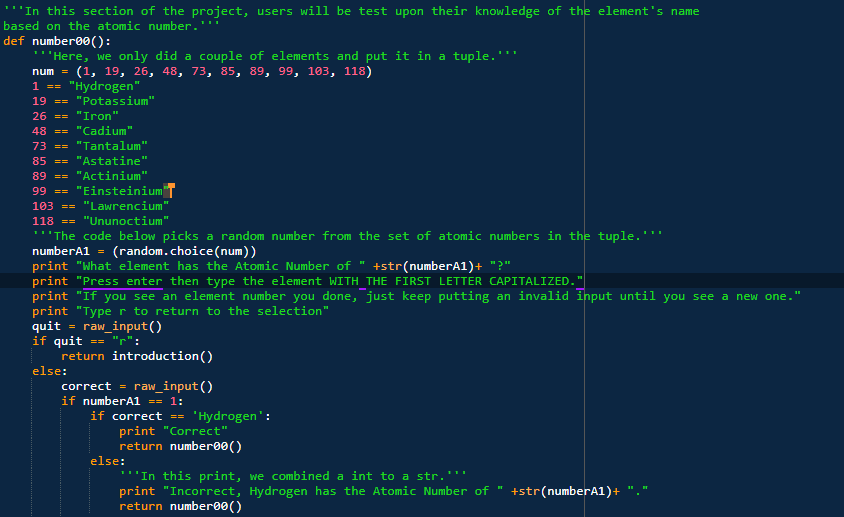 '''In this section of the project, users will be test upon their knowledge of the element's name
based on the atomic number.'''
def number00():
    '''Here, we only did a couple of elements and put it in a tuple.'''
    num = (1, 19, 26, 48, 73, 85, 89, 99, 103, 118)
    1 == "Hydrogen"
    19 == "Potassium"
    26 == "Iron"
    48 == "Cadium"
    73 == "Tantalum"
    85 == "Astatine"
    89 == "Actinium"
    99 == "Einsteinium"
    103 == "Lawrencium"
    118 == "Ununoctium"
    '''The code below picks a random number from the set of atomic numbers in the tuple.'''
    numberA1 = (random.choice(num))
    print "What element has the Atomic Number of " +str(numberA1)+ "?"
    print "Press enter then type the element WITH THE FIRST LETTER CAPITALIZED."
    print "If you see an element number you done, just keep putting an invalid input until you see a new one."
    print "Type r to return to the selection"
    quit = raw_input()
    if quit == "r":
        return introduction()
    else:
        correct = raw_input()
        if numberA1 == 1:
            if correct == 'Hydrogen':
                print "Correct"
                return number00()
            else:
                '''In this print, we combined a int to a str.'''
                print "Incorrect, Hydrogen has the Atomic Number of " +str(numberA1)+ "."
                return number00()